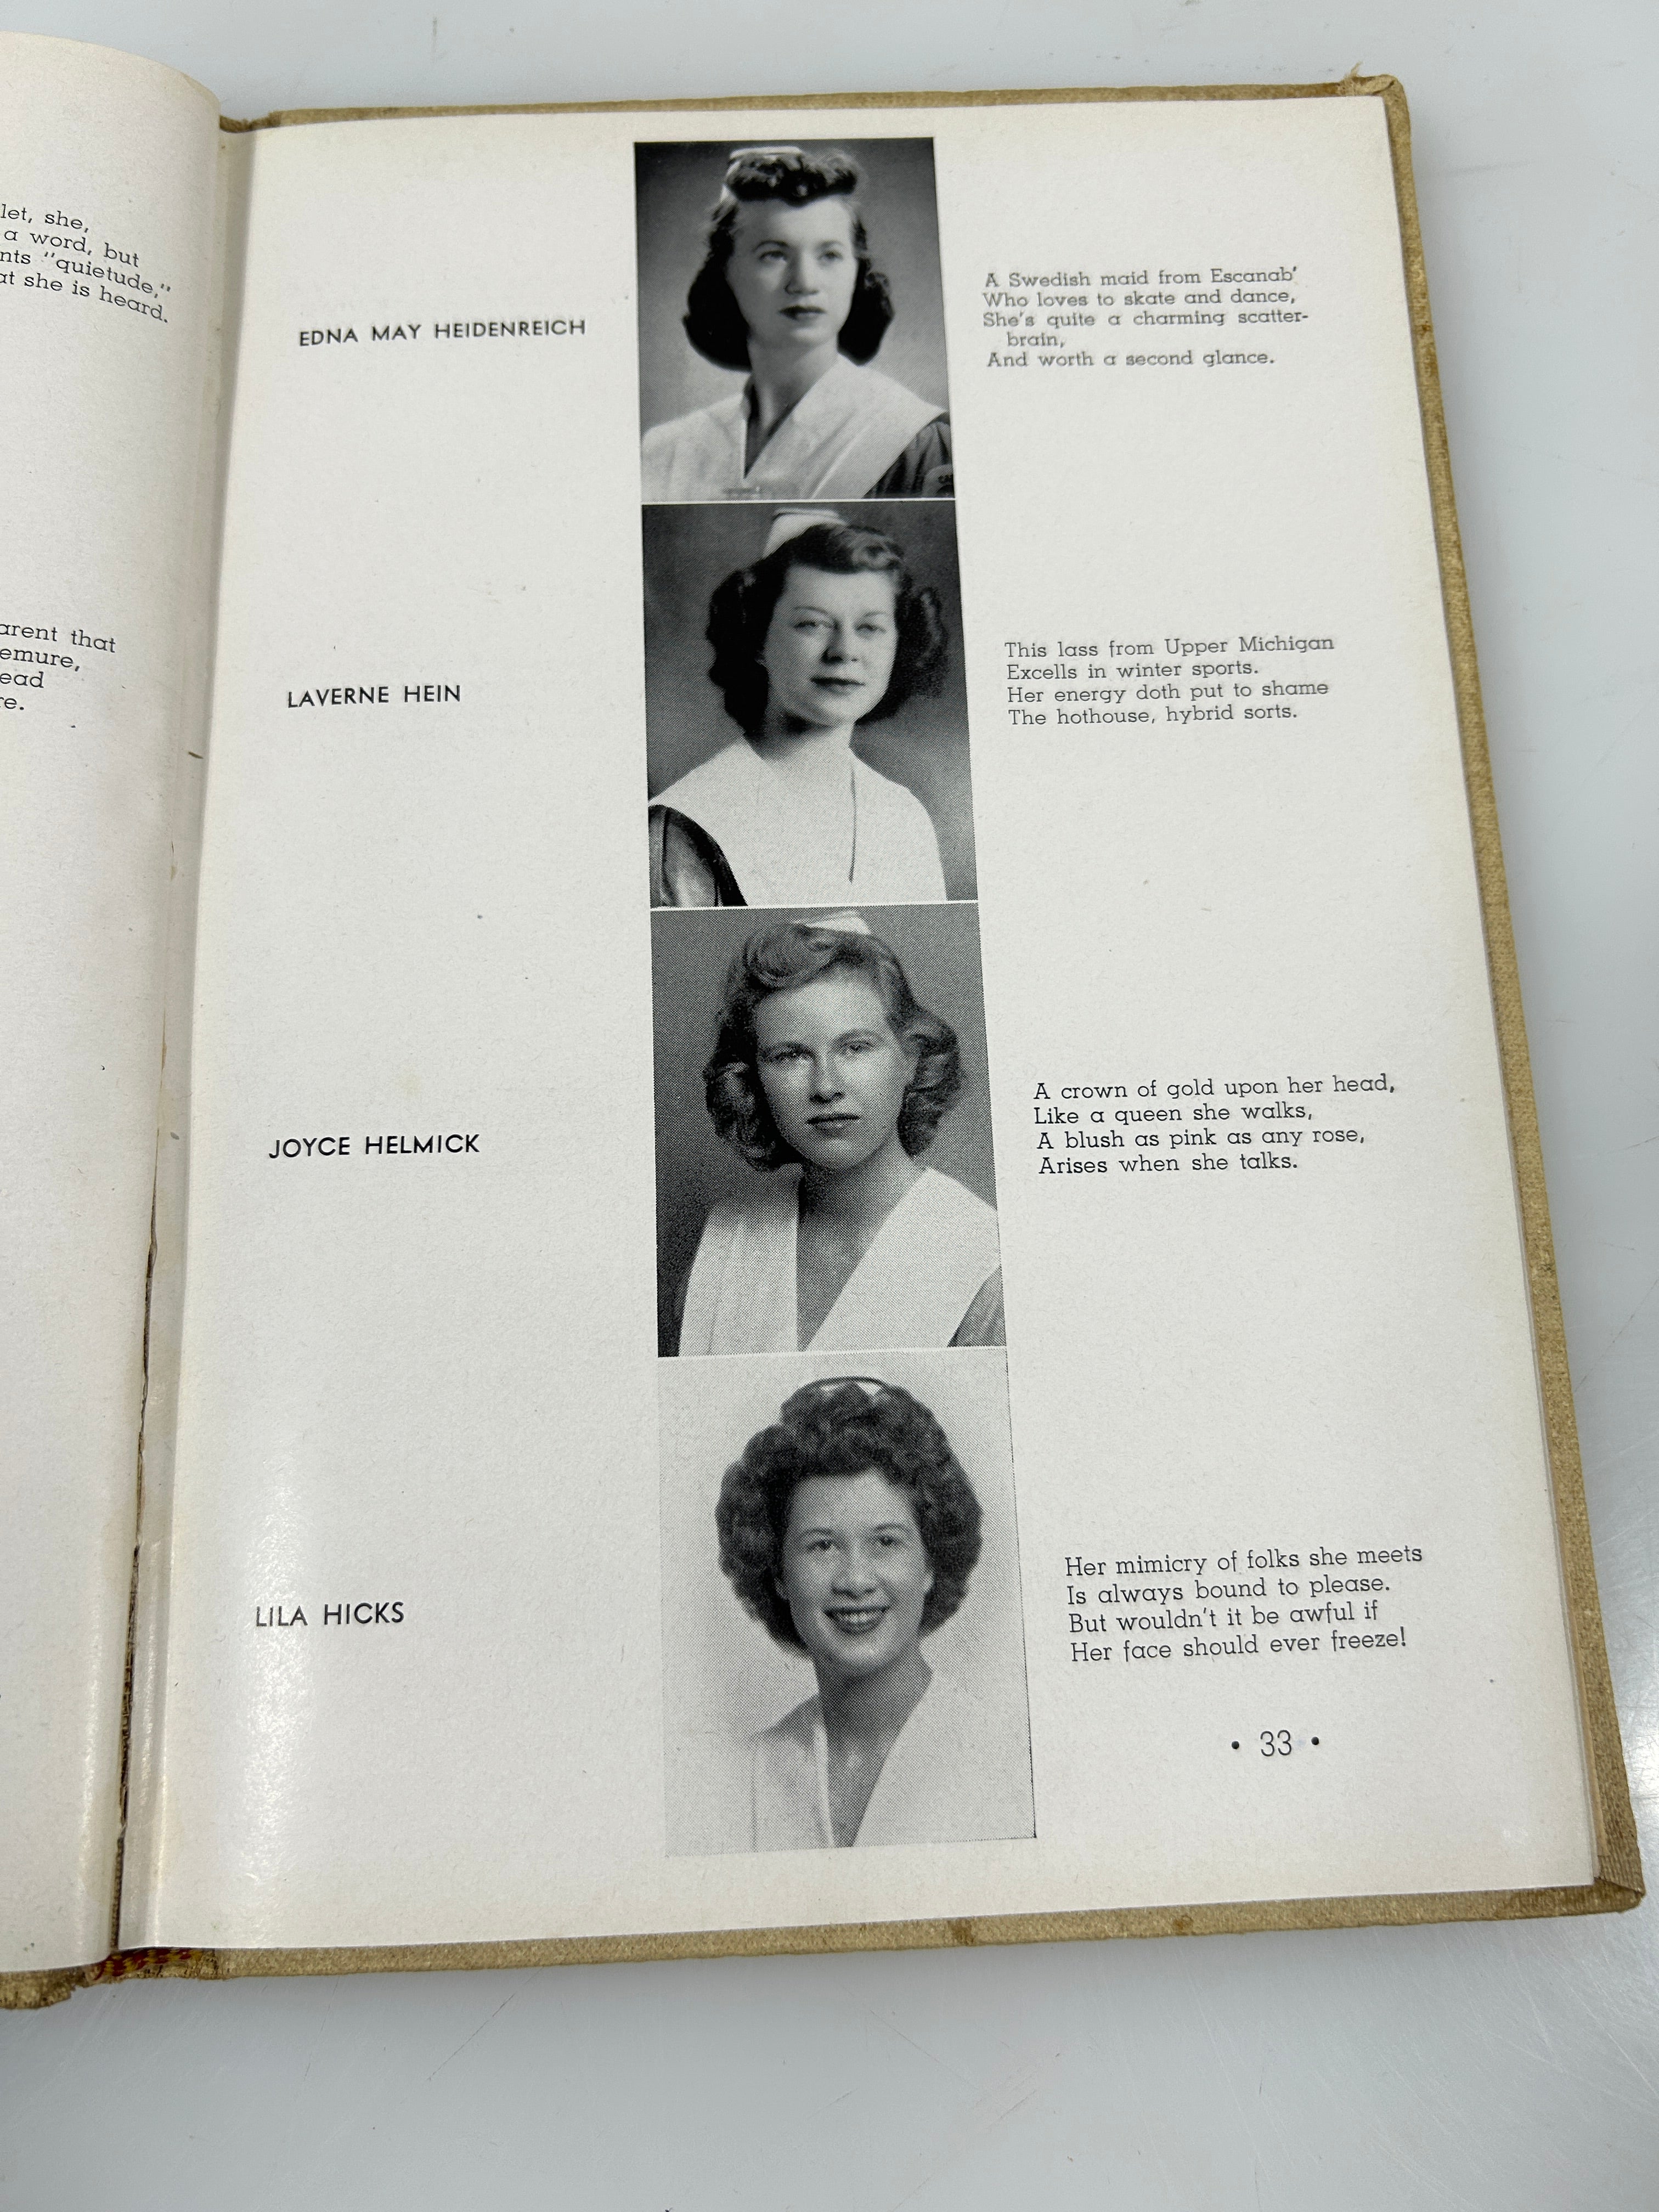 let, she,
a word, but
nts "quietude,"
at she is heard.
arent that
emure,
ead
re.
EDNA MAY HEIDENREICH
A Swedish maid from Escanab'
Who loves to skate and dance,
She's quite a charming scatter-
brain,
And worth a second glance.
LAVERNE HEIN
This lass from Upper Michigan
Excells in winter sports.
Her energy doth put to shame
The hothouse, hybrid sorts.
JOYCE HELMICK
A crown of gold upon her head,
Like a queen she walks,
A blush as pink as any rose,
Arises when she talks.
LILA HICKS
Her mimicry of folks she meets
Is always bound to please.
But wouldn't it be awful if
Her face should ever freeze!
• 33 •